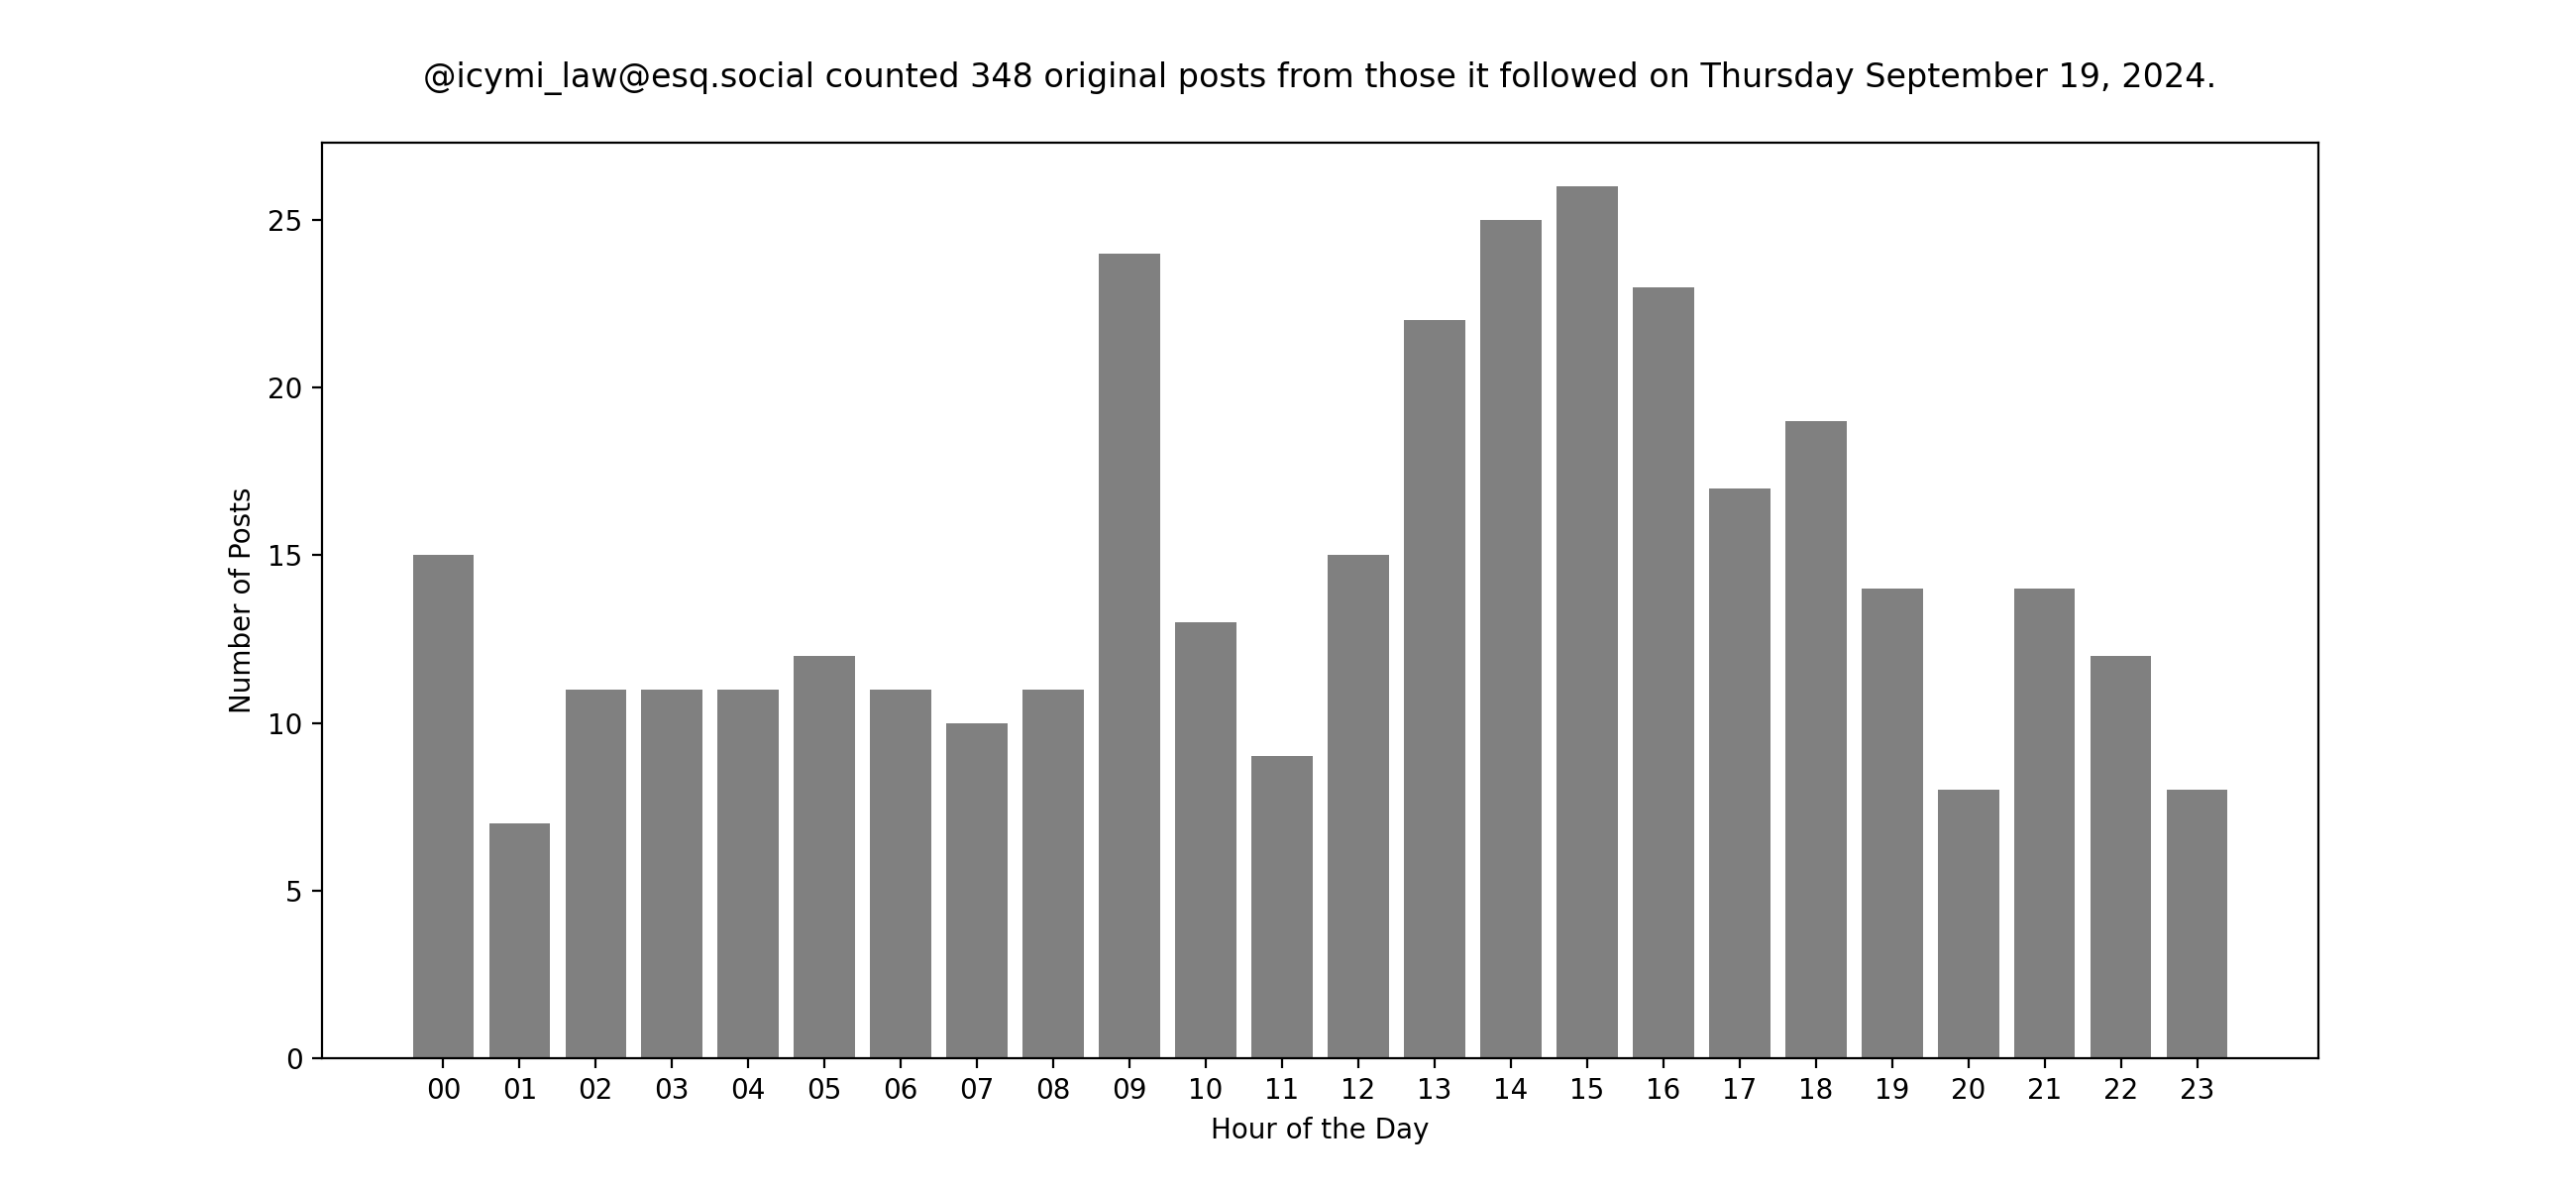 @icymi_law@esq.social counted 348 original posts from those it followed on Thursday September 19, 2024.
25
20
15
10
5
0
Number of Posts
00 01 02 03 04 05 06 07 08 09 10 11 12 13 14 15 16 17 18 19 20 21 22 23
Hour of the Day